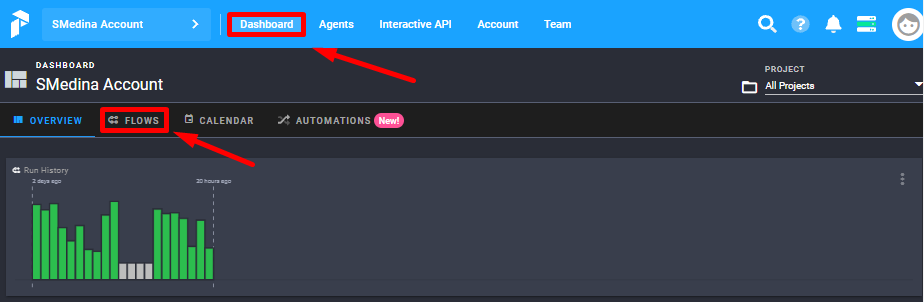 SMedina Account
Dashboard
Agents
Interactive API
Account
Team
DASHBOARD
SMedina Account
PROJECT
All Projects
OVERVIEW
FLOWS
CALENDAR
AUTOMATIONS
New!
Run History
2 days ago
20 hours ago